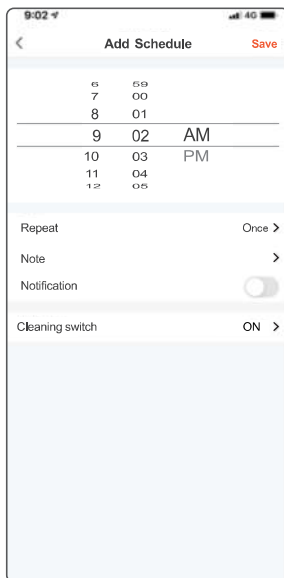 9:02 4G
Add Schedule Save
6 59
7 00
8 01
9 02 AM
10 03 PM
11 04
12 05
Repeat Once
Note
Notification
Cleaning switch ON